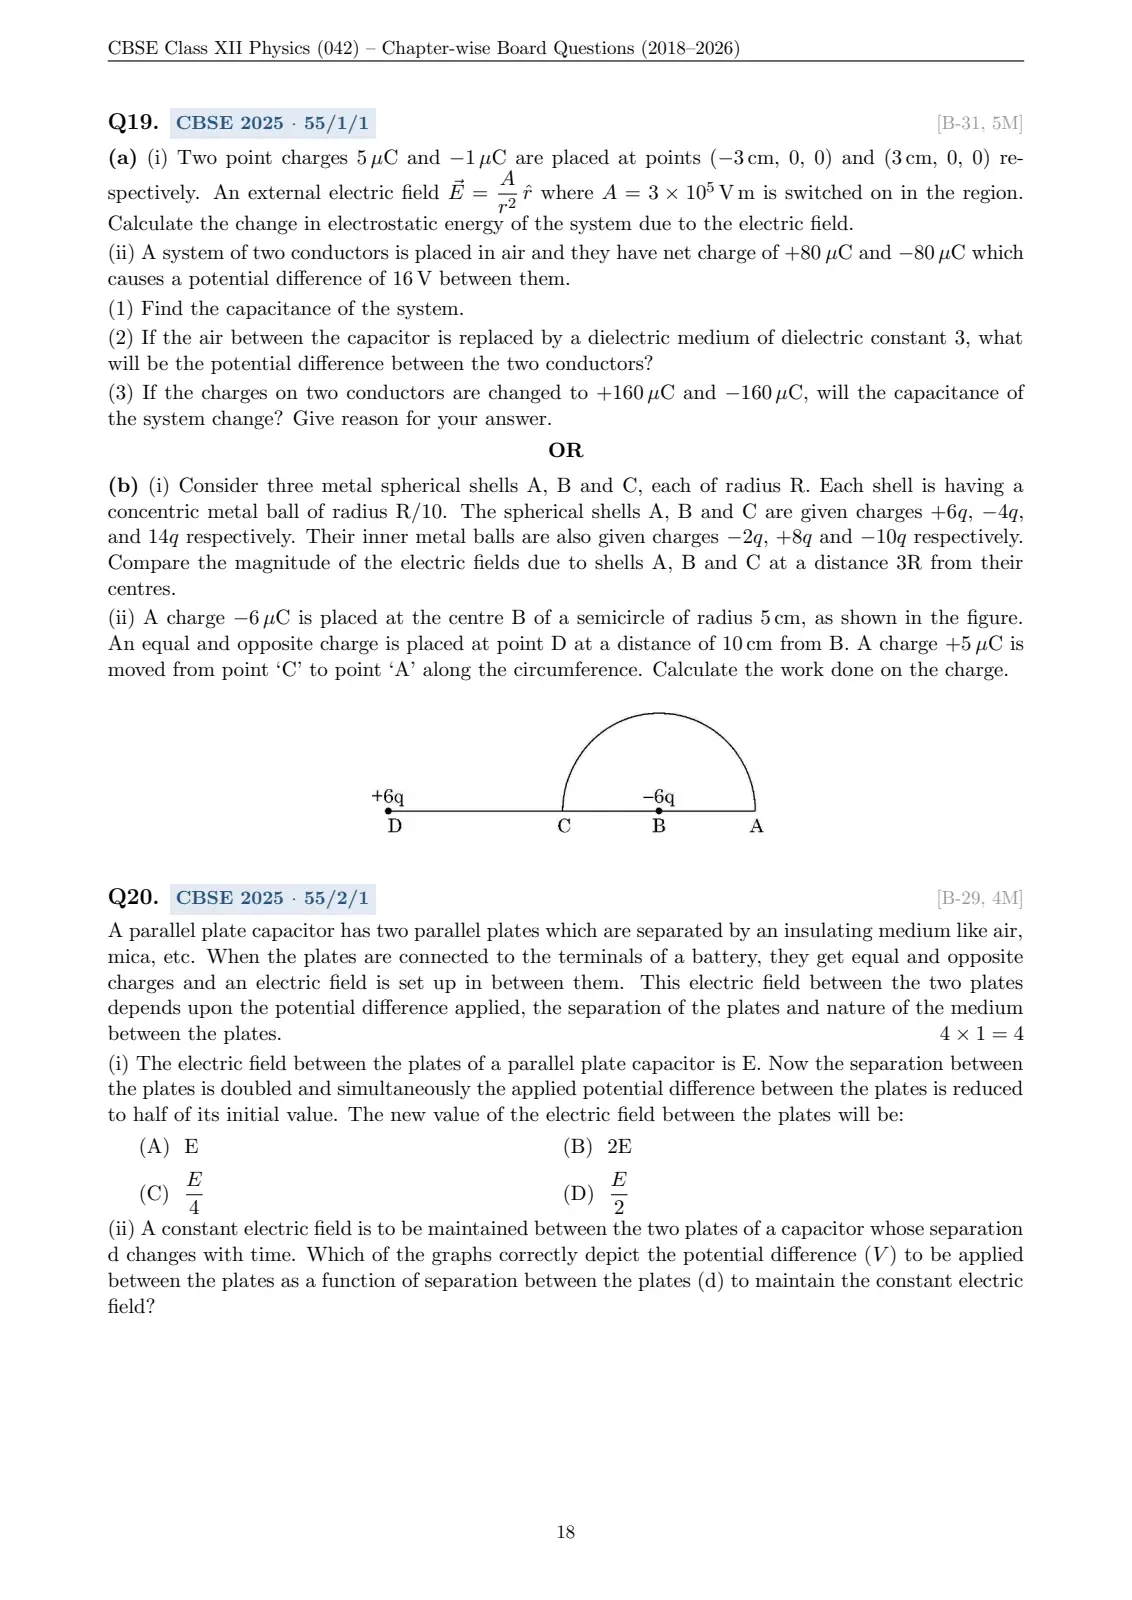 CBSE Class XII Physics (042) – Chapter-wise Board Questions (2018–2026)
Q19. CBSE 2025 · 55/1/1 [B-31, 5M]
(a) (i) Two point charges 5 μC and −1 μC are placed at points (−3 cm, 0, 0) and (3 cm, 0, 0) re-
spectively. An external electric field E⃗ = A/r² r̂ where A = 3 × 10⁵ V m is switched on in the region.
Calculate the change in electrostatic energy of the system due to the electric field.
(ii) A system of two conductors is placed in air and they have net charge of +80 μC and −80 μC which
causes a potential difference of 16 V between them.
(1) Find the capacitance of the system.
(2) If the air between the capacitor is replaced by a dielectric medium of dielectric constant 3, what
will be the potential difference between the two conductors?
(3) If the charges on two conductors are changed to +160 μC and −160 μC, will the capacitance of
the system change? Give reason for your answer.
OR
(b) (i) Consider three metal spherical shells A, B and C, each of radius R. Each shell is having a
concentric metal ball of radius R/10. The spherical shells A, B and C are given charges +6q, −4q,
and 14q respectively. Their inner metal balls are also given charges −2q, +8q and −10q respectively.
Compare the magnitude of the electric fields due to shells A, B and C at a distance 3R from their
centres.
(ii) A charge −6 μC is placed at the centre B of a semicircle of radius 5 cm, as shown in the figure.
An equal and opposite charge is placed at point D at a distance of 10 cm from B. A charge +5 μC is
moved from point ‘C’ to point ‘A’ along the circumference. Calculate the work done on the charge.
+6q –6q
D C B A
Q20. CBSE 2025 · 55/2/1 [B-29, 4M]
A parallel plate capacitor has two parallel plates which are separated by an insulating medium like air,
mica, etc. When the plates are connected to the terminals of a battery, they get equal and opposite
charges and an electric field is set up in between them. This electric field between the two plates
depends upon the potential difference applied, the separation of the plates and nature of the medium
between the plates. 4 × 1 = 4
(i) The electric field between the plates of a parallel plate capacitor is E. Now the separation between
the plates is doubled and simultaneously the applied potential difference between the plates is reduced
to half of its initial value. The new value of the electric field between the plates will be:
(A) E (B) 2E
(C) E/4 (D) E/2
(ii) A constant electric field is to be maintained between the two plates of a capacitor whose separation
d changes with time. Which of the graphs correctly depict the potential difference (V) to be applied
between the plates as a function of separation between the plates (d) to maintain the constant electric
field?
18